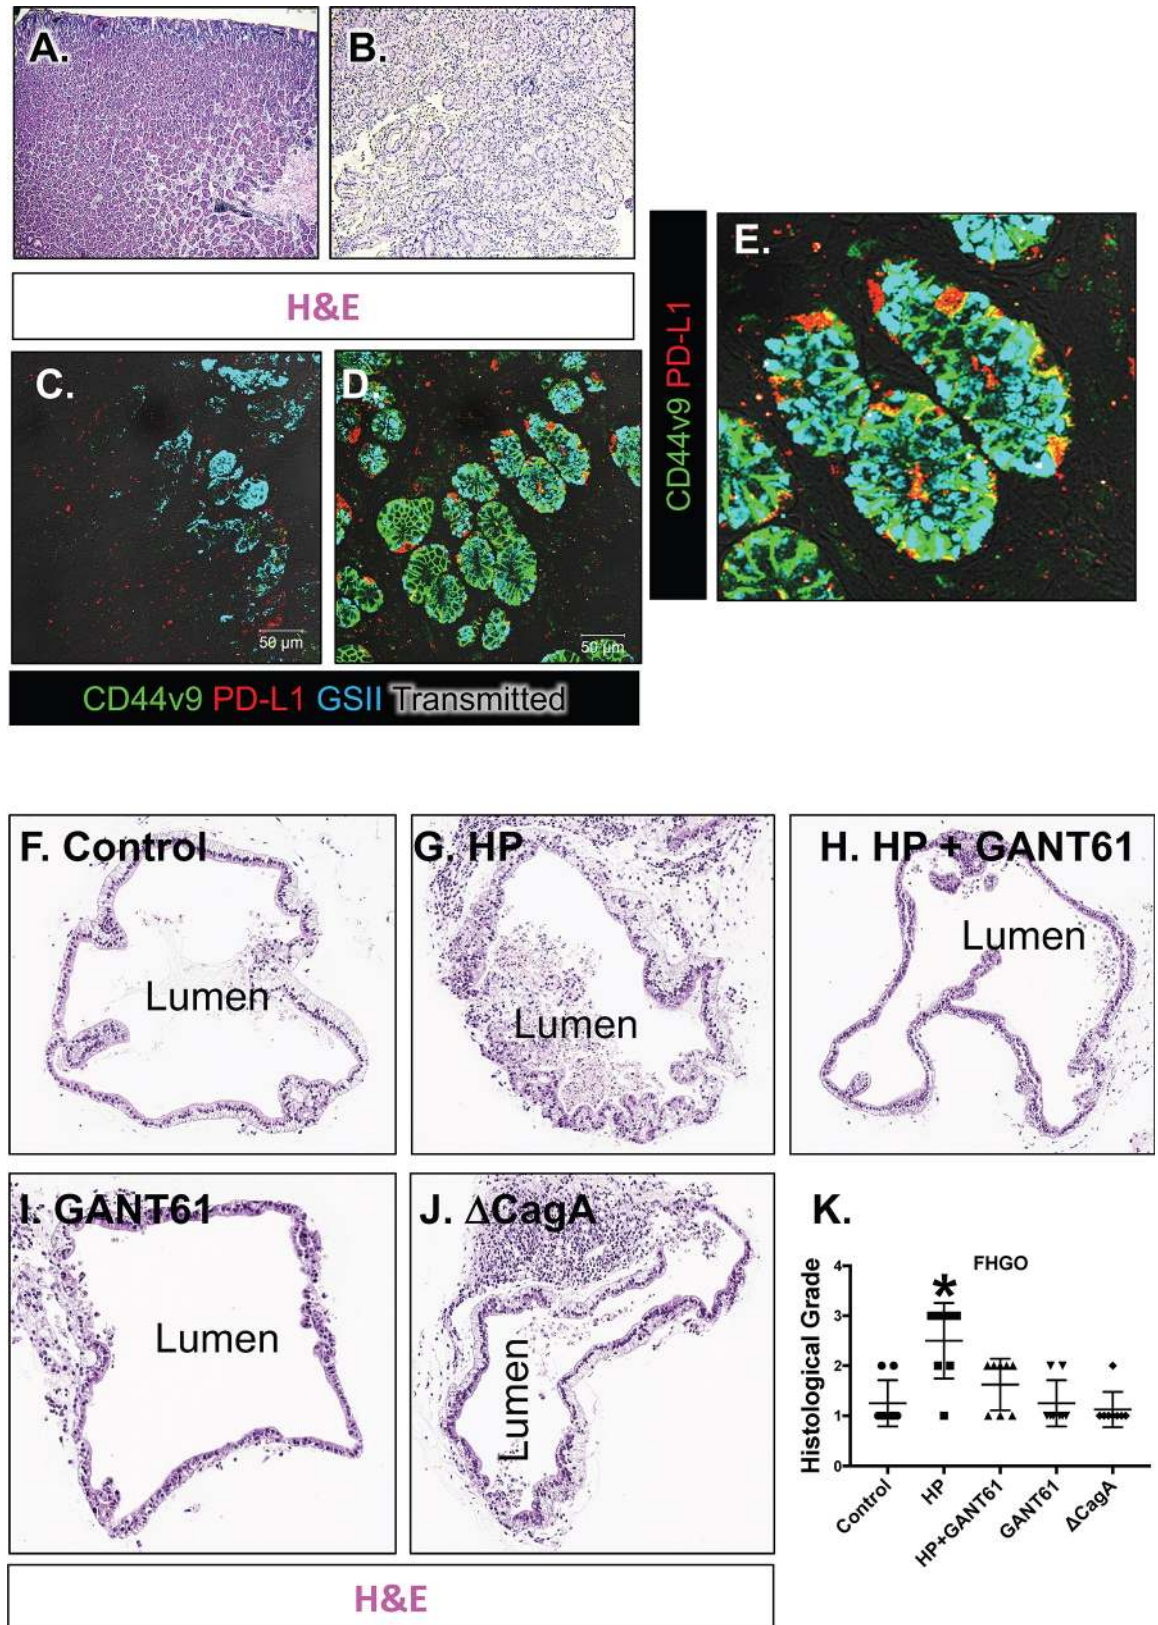 A.
B.
H&E
C.
D.
50 µm
50 µm
CD44v9 PD-L1 GSII Transmitted
CD44v9 PD-L1
E.
F. Control
Lumen
G. HP
Lumen
H. HP + GANT61
Lumen
I. GANT61
Lumen
J. ΔCagA
Lumen
H&E
K.
FHGO
*
Histological Grade
4
3
2
1
0
Control
HP
HP+GANT61
GANT61
ΔCagA